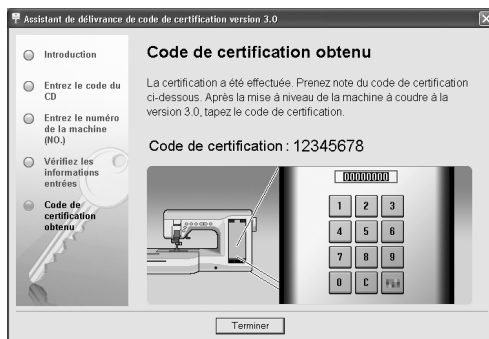 Assistant de délivrance de code de certification version 3.0
Introduction
Entrez le code du
CD
Entrez le numéro
de la machine
(NO.)
Vérifiez les
informations
entrées
Code de
certification
obtenu
Code de certification obtenu
La certification a été effectuée. Prenez note du code de certification
ci-dessous. Après la mise à niveau de la machine à coudre à la
version 3.0, tapez le code de certification.
Code de certification : 12345678
00000000
1 2 3
4 5 6
7 8 9
0 C
Terminer